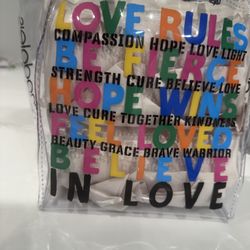 LOVE RULES
COMPASSION HOPE LOVE LIGHT
BE FIERCE
STRENGTH CURE BELIEVE LOVE
HOPE WINS
LOVE CURE TOGETHER KINDNESS
FEEL LOVED
BEAUTY GRACE BRAVE WARRIOR
BELIEVE
IN LOVE